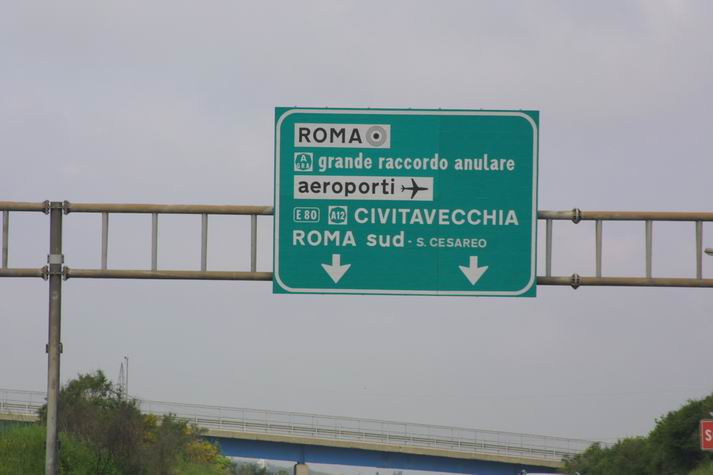 ROMA
A GRA grande raccordo anulare
aeroporti
E 80 A12 CIVITAVECCHIA
ROMA sud - S. CESAREO
S